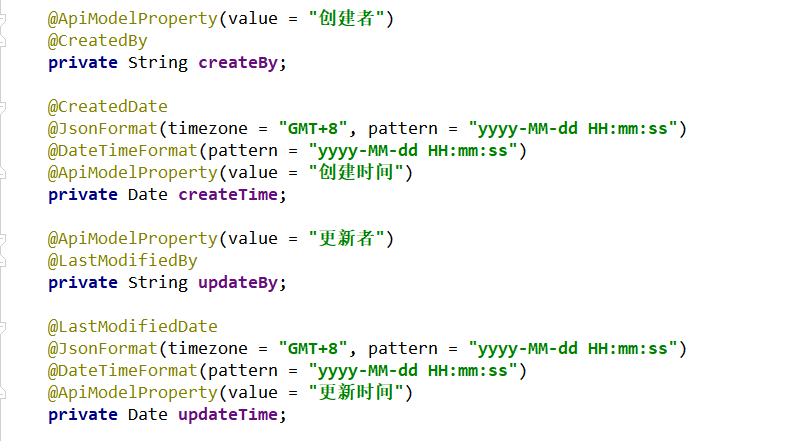 @ApiModelProperty(value = "创建者")
@CreatedBy
private String createBy;
@CreatedDate
@JsonFormat(timezone = "GMT+8", pattern = "yyyy-MM-dd HH:mm:ss")
@DateTimeFormat(pattern = "yyyy-MM-dd HH:mm:ss")
@ApiModelProperty(value = "创建时间")
private Date createTime;
@ApiModelProperty(value = "更新者")
@LastModifiedBy
private String updateBy;
@LastModifiedDate
@JsonFormat(timezone = "GMT+8", pattern = "yyyy-MM-dd HH:mm:ss")
@DateTimeFormat(pattern = "yyyy-MM-dd HH:mm:ss")
@ApiModelProperty(value = "更新时间")
private Date updateTime;